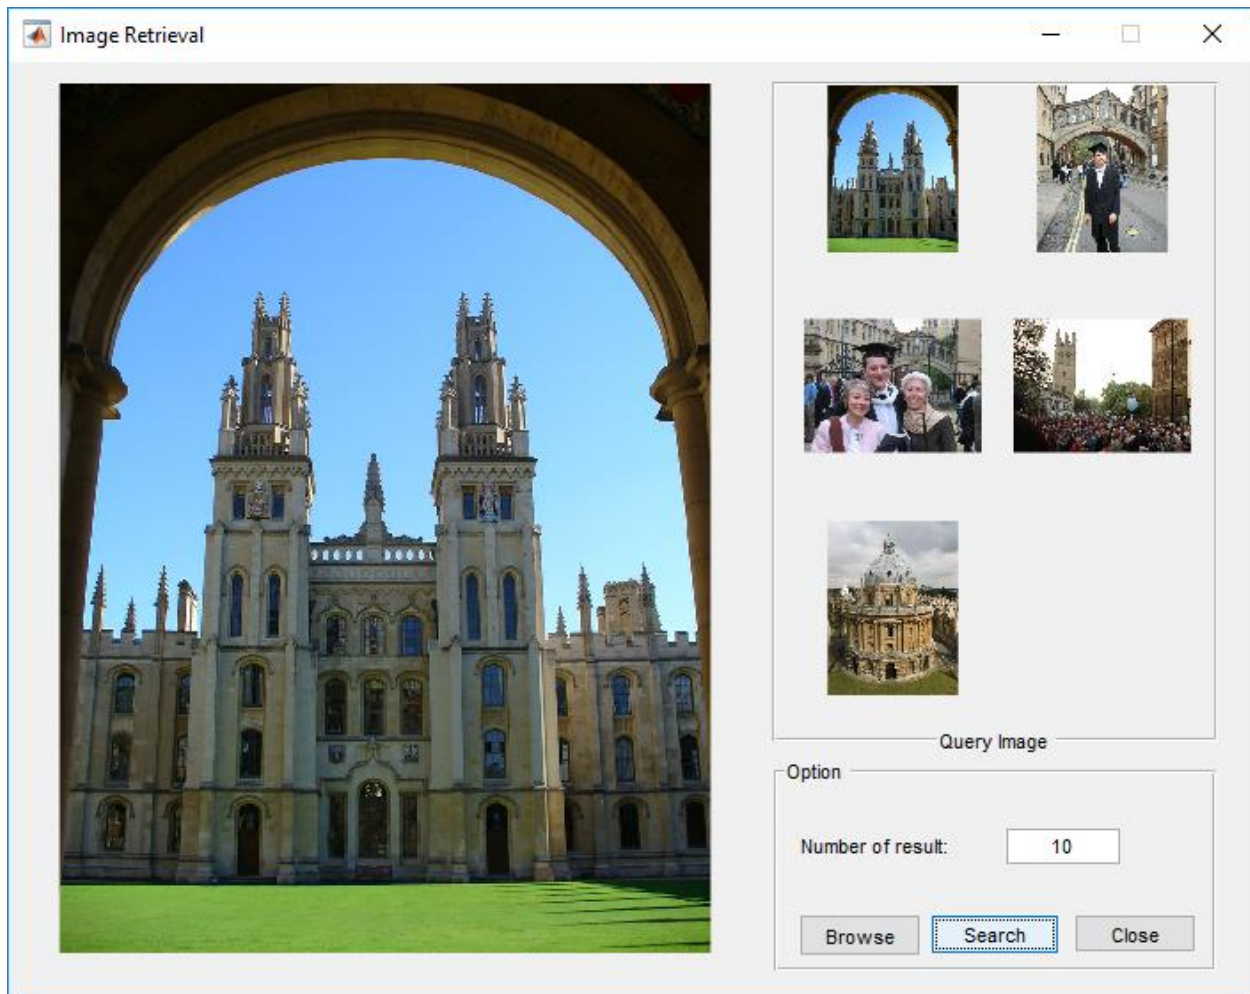 Image Retrieval
Query Image
Option
Number of result:
10
Browse
Search
Close